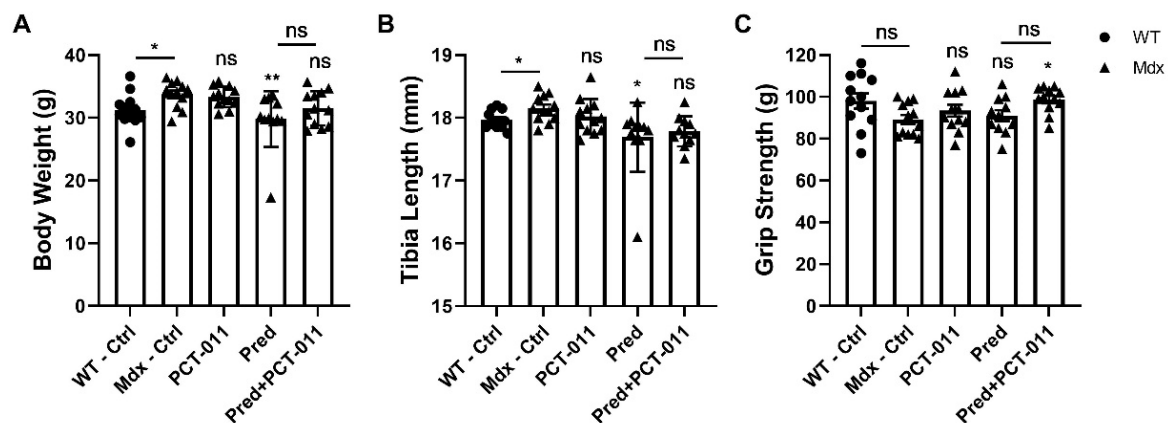 A
Body Weight (g)
40
30
20
10
0
*
ns
**
ns
ns
WT - Ctrl
Mdx - Ctrl
PCT-011
Pred
Pred+PCT-011
B
Tibia Length (mm)
19
18
17
16
15
*
ns
*
ns
ns
WT - Ctrl
Mdx - Ctrl
PCT-011
Pred
Pred+PCT-011
C
Grip Strength (g)
120
100
80
60
40
20
0
ns
ns
ns
ns
*
WT - Ctrl
Mdx - Ctrl
PCT-011
Pred
Pred+PCT-011
WT
Mdx